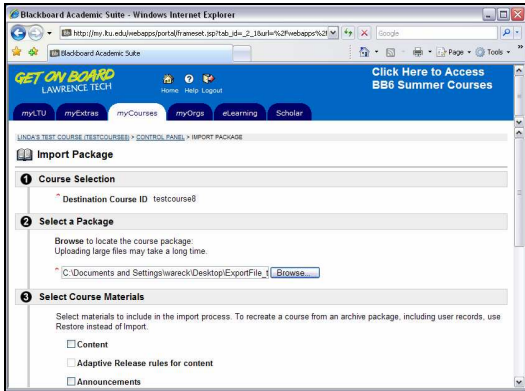 Blackboard Academic Suite - Windows Internet Explorer
http://my.ltu.edu/webapps/portal/frameset.jsp?tab_id=_2_1&url=%2Fwebapps%2
Google
Blackboard Academic Suite
Page Tools
GET ON BOARD
LAWRENCE TECH
Home Help Logout
Click Here to Access
BB6 Summer Courses
myLTU myExtras myCourses myOrgs eLearning Scholar
LINDA'S TEST COURSE (TESTCOURSE8) > CONTROL PANEL > IMPORT PACKAGE
Import Package
1 Course Selection
* Destination Course ID testcourse8
2 Select a Package
Browse to locate the course package:
Uploading large files may take a long time.
* C:\Documents and Settings\wareck\Desktop\ExportFile_t Browse...
3 Select Course Materials
Select materials to include in the import process. To recreate a course from an archive package, including user records, use
Restore instead of Import.
Content
Adaptive Release rules for content
Announcements